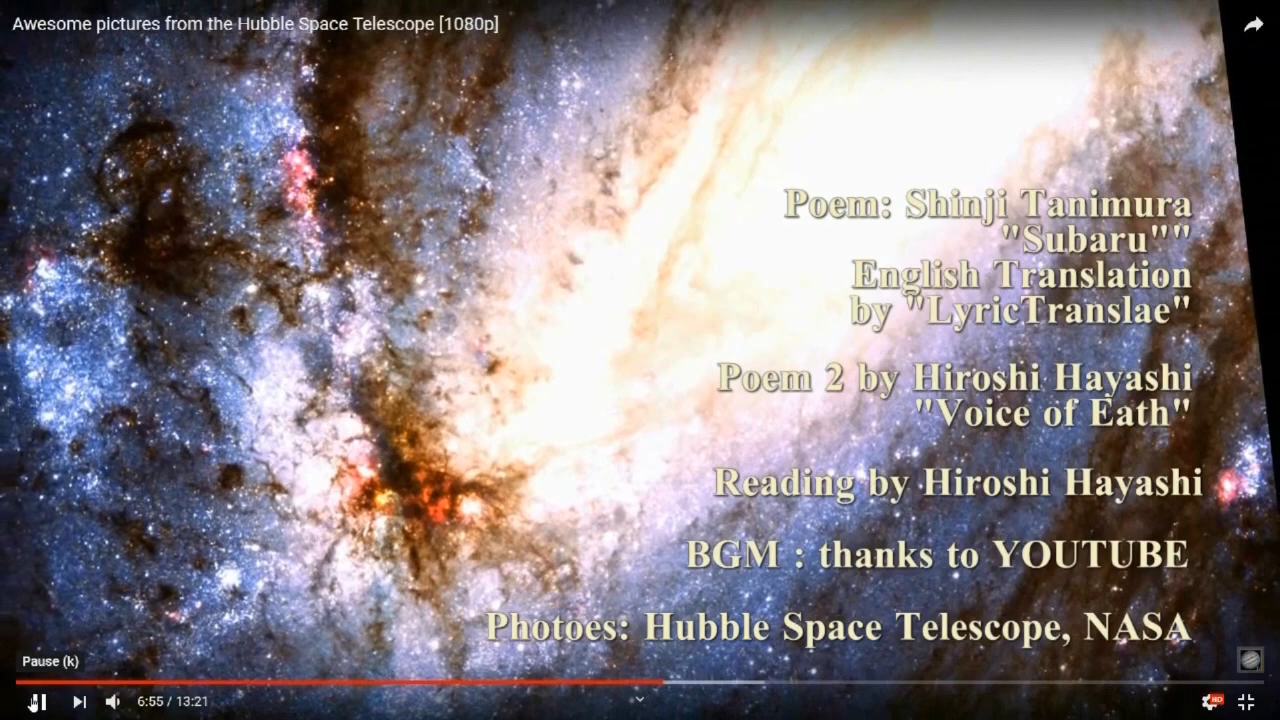 Awesome pictures from the Hubble Space Telescope [1080p]
Poem: Shinji Tanimura
"Subaru""
English Translation
by "LyricTranslae"
Poem 2 by Hiroshi Hayashi
"Voice of Eath"
Reading by Hiroshi Hayashi
BGM : thanks to YOUTUBE
Photoes: Hubble Space Telescope, NASA
Pause (k)
6:55 / 13:21
HD